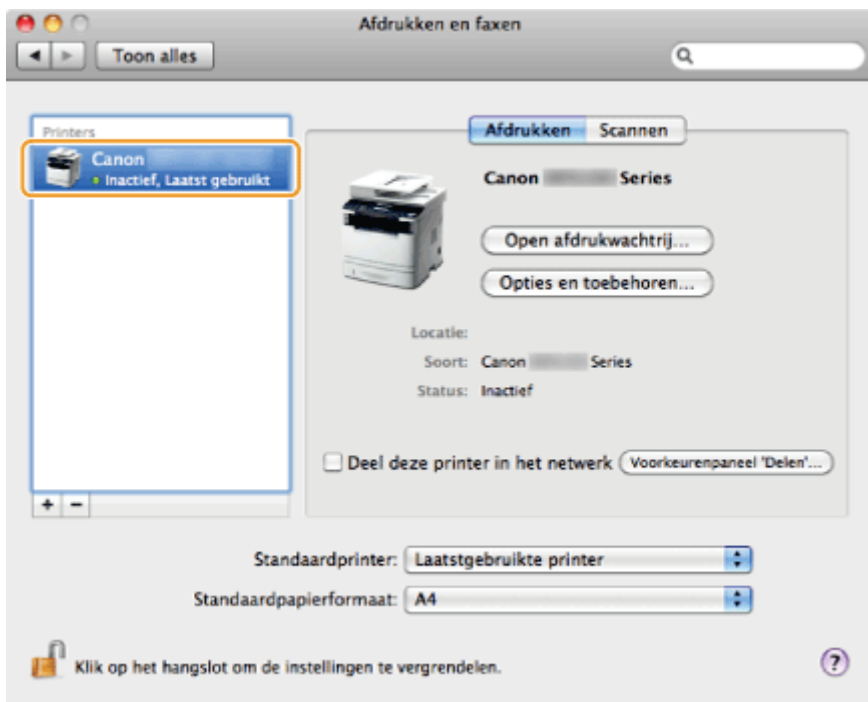 Afdrukken en faxen
Toon alles
Printers
Canon
Inactief, Laatst gebruikt
Afdrukken Scannen
Canon Series
Open afdrukwachtrij...
Opties en toebehoren...
Locatie:
Soort: Canon Series
Status: Inactief
Deel deze printer in het netwerk Voorkeurenpaneel 'Delen'...
+ −
Standaardprinter: Laatstgebruikte printer
Standaardpapierformaat: A4
Klik op het hangslot om de instellingen te vergrendelen. ?